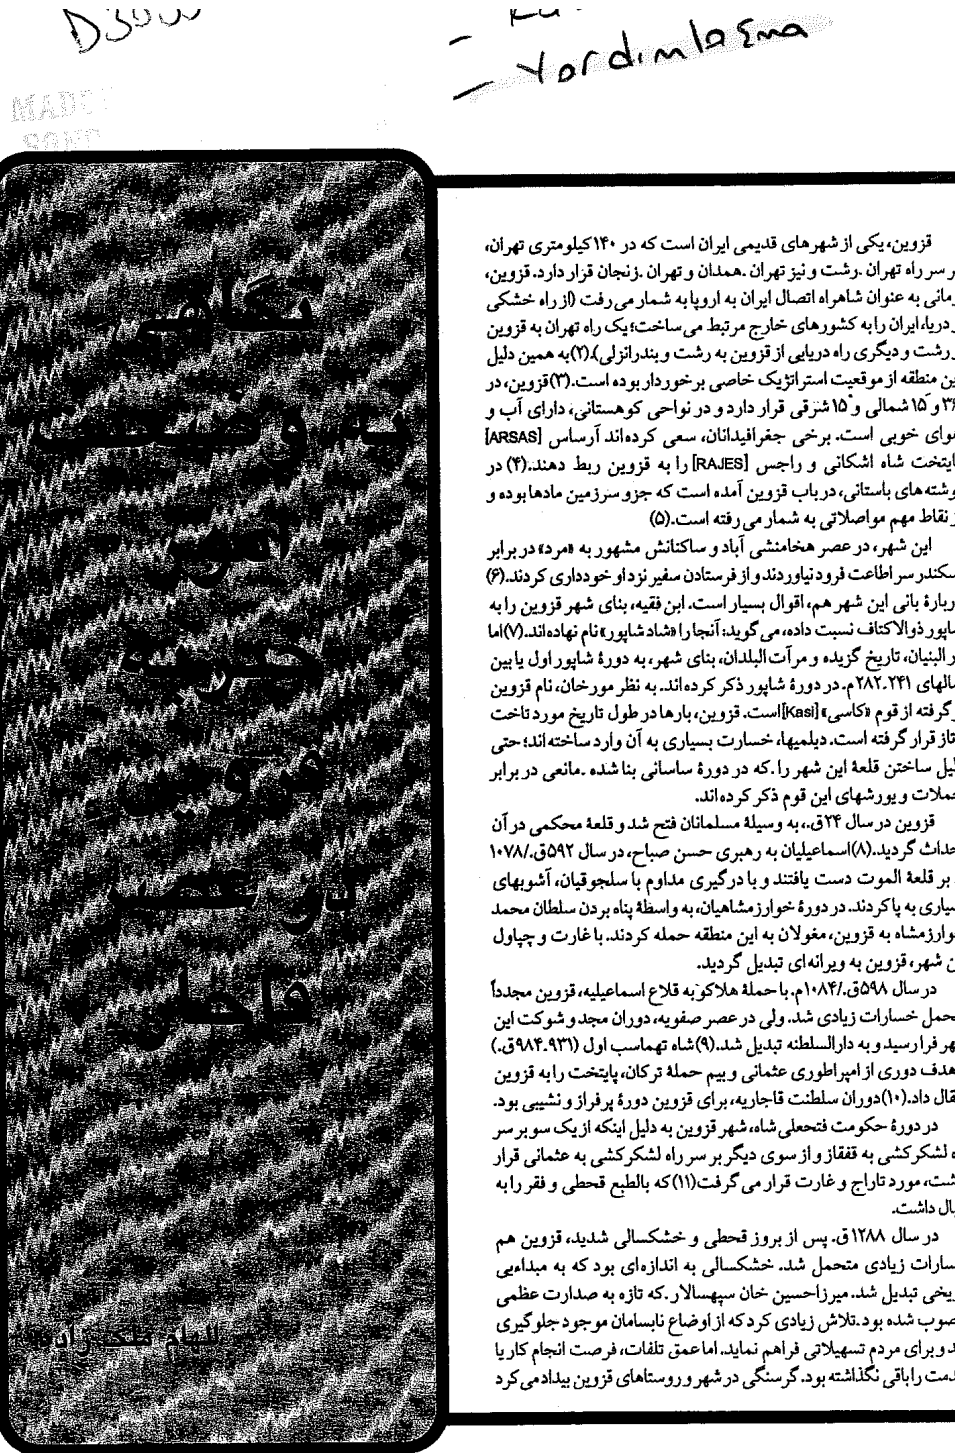 D3000
- Yardımlaşma
نگاهی
به وضعیت
امور
خیریه
قزوین
در عصر
قاجار
الهام ملک زاده
قزوین، یکی از شهرهای قدیمی ایران است که در ۱۴۰کیلومتری تهران،
سر راه تهران ـ رشت و نیز تهران ـ همدان و تهران ـ زنجان قرار دارد. قزوین،
به عنوان شاهراه اتصال ایران به اروپا به شمار می‌رفت (از راه خشکی
دریا، ایران را به کشورهای خارج مرتبط می‌ساخت؛ یک راه تهران به قزوین
رشت و دیگری راه دریایی از قزوین به رشت و بندرانزلی).(۲)به همین دلیل
منطقه از موقعیت استراتژیک خاصی برخوردار بوده است.(۳) قزوین، در
۳۶ و ۱۵ شمالی و ۱۵ شرقی قرار دارد و در نواحی کوهستانی، دارای آب و
هوای خوبی است. برخی جغرافیدانان، سعی کرده‌اند آرساس [ARSAS]
پایتخت شاه اشکانی و راجس [RAJES] را به قزوین ربط دهند.(۴) در
نوشته‌های باستانی، در باب قزوین آمده است که جزو سرزمین مادها بوده و
از نقاط مهم مواصلاتی به شمار می‌رفته است.(۵)
این شهر، در عصر هخامنشی آباد و ساکنانش مشهور به «مرد» در برابر
اسکندر سر اطاعت فرود نیاوردند و از فرستادن سفیر نزد او خودداری کردند.(۶)
دربارهٔ بانی این شهر هم، اقوال بسیار است. ابن فقیه، بنای شهر قزوین را به
شاپور ذوالاکتاف نسبت داده، می‌گوید: آنجا را «شاد شاپور» نام نهاده‌اند.(۷)اما
در البنیان، تاریخ گزیده و مرآت البلدان، بنای شهر، به دورهٔ شاپور اول یا بین
سالهای ۲۴۱ـ۲۸۲م. در دورهٔ شاپور ذکر کرده‌اند. به نظر مورخان، نام قزوین
برگرفته از قوم «کاسی» [Kasi] است. قزوین، بارها در طول تاریخ مورد تاخت
تاز قرار گرفته است. دیلمیها، خسارت بسیاری به آن وارد ساخته‌اند؛ حتی
دلیل ساختن قلعهٔ این شهر را ـ که در دورهٔ ساسانی بنا شده ـ مانعی در برابر
حملات و یورشهای این قوم ذکر کرده‌اند.
قزوین در سال ۲۴ق.، به وسیلهٔ مسلمانان فتح شد و قلعهٔ محکمی در آن
احداث گردید.(۸)اسماعیلیان به رهبری حسن صباح، در سال ۵۹۲ق./۱۰۷۸
بر قلعهٔ الموت دست یافتند و با درگیری مداوم با سلجوقیان، آشوبهای
بسیاری به پا کردند. در دورهٔ خوارزمشاهیان، به واسطهٔ پناه بردن سلطان محمد
خوارزمشاه به قزوین، مغولان به این منطقه حمله کردند. با غارت و چپاول
این شهر، قزوین به ویرانه‌ای تبدیل گردید.
در سال ۵۹۸ق./۱۰۸۴م. با حملهٔ هلاکو به قلاع اسماعیلیه، قزوین مجدداً
متحمل خسارات زیادی شد. ولی در عصر صفویه، دوران مجد و شوکت این
شهر فرا رسید و به دارالسلطنه تبدیل شد.(۹)شاه تهماسب اول (۹۳۱ـ۹۸۴ق.)
هدف دوری از امپراطوری عثمانی و بیم حملهٔ ترکان، پایتخت را به قزوین
انتقال داد.(۱۰)دوران سلطنت قاجاریه، برای قزوین دورهٔ پرفراز و نشیبی بود.
در دورهٔ حکومت فتحعلی شاه، شهر قزوین به دلیل اینکه از یک سو بر سر
راه لشکرکشی به قفقاز و از سوی دیگر بر سر راه لشکرکشی به عثمانی قرار
داشت، مورد تاراج و غارت قرار می‌گرفت(۱۱)که بالطبع قحطی و فقر را به
دنبال داشت.
در سال ۱۲۸۸ق. پس از بروز قحطی و خشکسالی شدید، قزوین هم
خسارات زیادی متحمل شد. خشکسالی به اندازه‌ای بود که به مبداءیی
تاریخی تبدیل شد. میرزاحسین خان سپهسالار ـ که تازه به صدارت عظمی
منصوب شده بود ـ تلاش زیادی کرد که از اوضاع نابسامان موجود جلوگیری
و برای مردم تسهیلاتی فراهم نماید. اما عمق تلفات، فرصت انجام کار یا
خدمت را باقی نگذاشته بود. گرسنگی در شهر و روستاهای قزوین بیداد می‌کرد